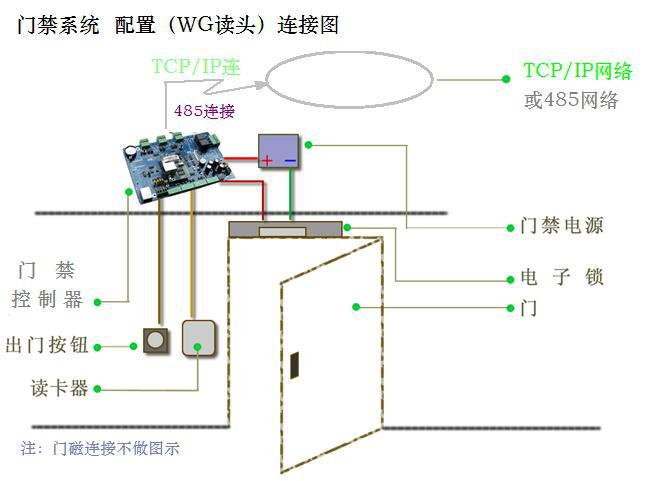 门禁系统 配置（WG读头）连接图
TCP/IP连
TCP/IP网络
或485网络
485连接
+ −
门禁电源
门 禁
控制器
电 子 锁
门
出门按钮
读卡器
注：门磁连接不做图示